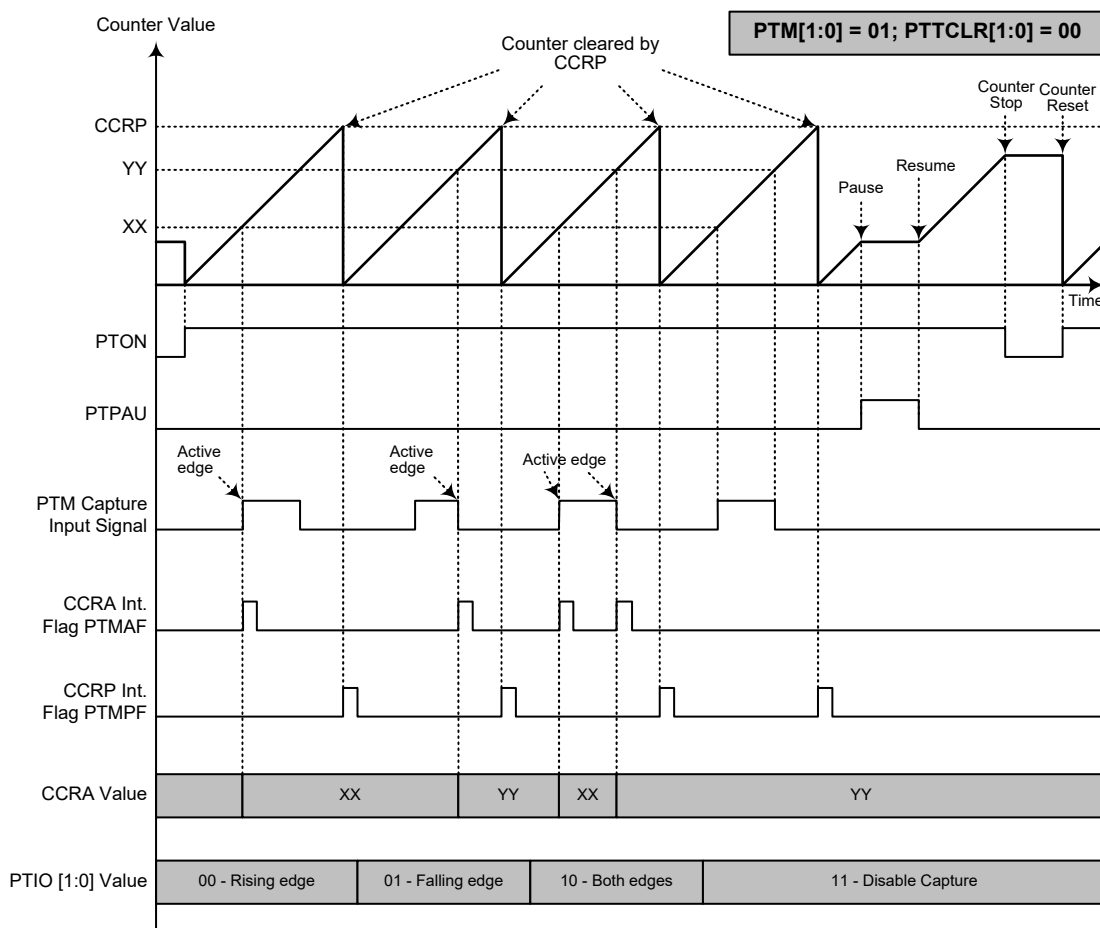 Counter Value
PTM[1:0] = 01; PTTCLR[1:0] = 00
Counter cleared by
CCRP
Counter
Stop
Counter
Reset
CCRP
YY
XX
Pause
Resume
Time
PTON
PTPAU
Active
edge
Active
edge
Active edge
PTM Capture
Input Signal
CCRA Int.
Flag PTMAF
CCRP Int.
Flag PTMPF
CCRA Value
XX
YY
XX
YY
PTIO [1:0] Value
00 - Rising edge
01 - Falling edge
10 - Both edges
11 - Disable Capture